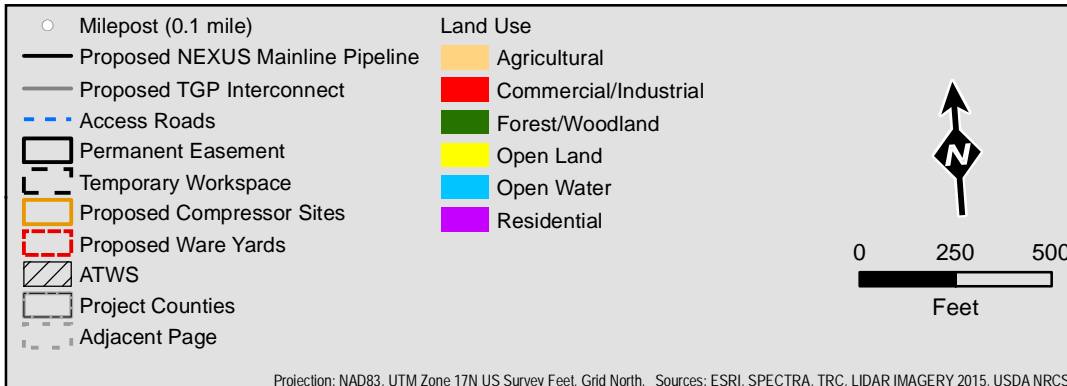 Milepost (0.1 mile)
Proposed NEXUS Mainline Pipeline
Proposed TGP Interconnect
Access Roads
Permanent Easement
Temporary Workspace
Proposed Compressor Sites
Proposed Ware Yards
ATWS
Project Counties
Adjacent Page
Land Use
Agricultural
Commercial/Industrial
Forest/Woodland
Open Land
Open Water
Residential
N
0 250 500
Feet
Projection: NAD83, UTM Zone 17N US Survey Feet, Grid North. Sources: ESRI, SPECTRA, TRC, LIDAR IMAGERY 2015, USDA NRCS